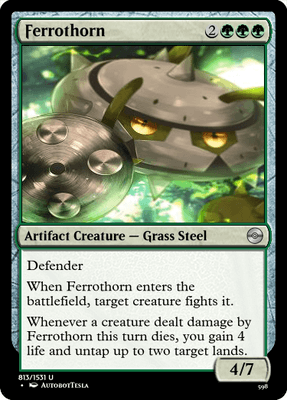 Ferrothorn 2
Artifact Creature — Grass Steel
Defender
When Ferrothorn enters the
battlefield, target creature fights it.
Whenever a creature dealt damage by
Ferrothorn this turn dies, you gain 4
life and untap up to two target lands.
4/7
813/1531 U
• AutobotTesla
598